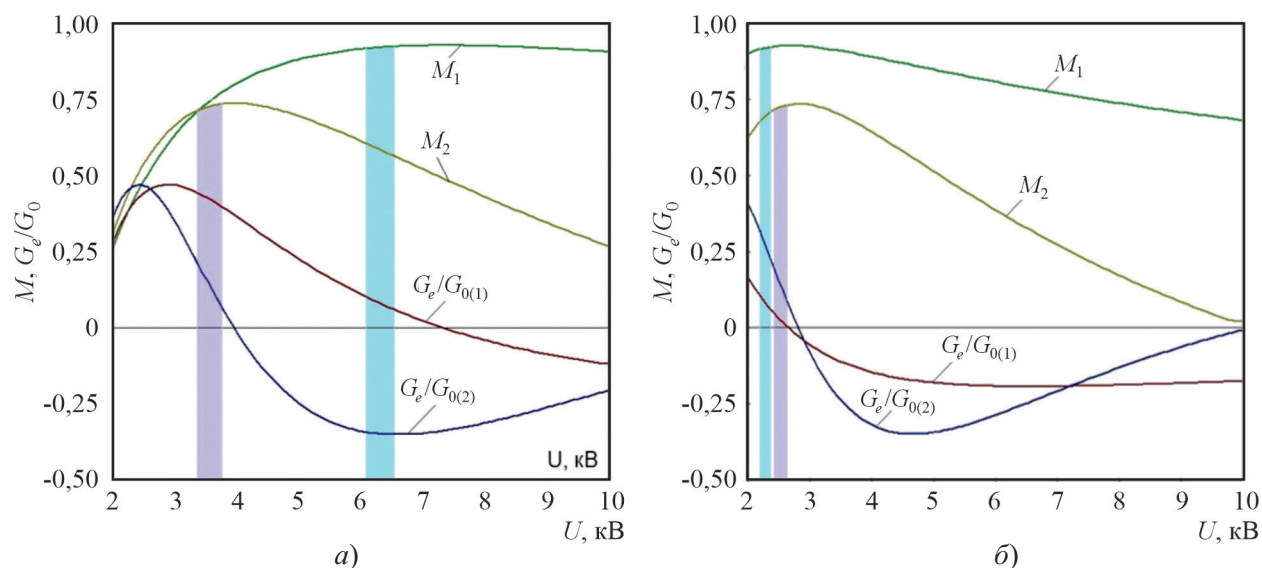 M, Gₑ/G₀
1,00
0,75
0,50
0,25
0
-0,25
-0,50
M₁
M₂
Gₑ/G₀₍₁₎
Gₑ/G₀₍₂₎
U, кВ
2 3 4 5 6 7 8 9 10
U, кВ
а)
M, Gₑ/G₀
1,00
0,75
0,50
0,25
0
-0,25
-0,50
M₁
M₂
Gₑ/G₀₍₁₎
Gₑ/G₀₍₂₎
2 3 4 5 6 7 8 9 10
U, кВ
б)